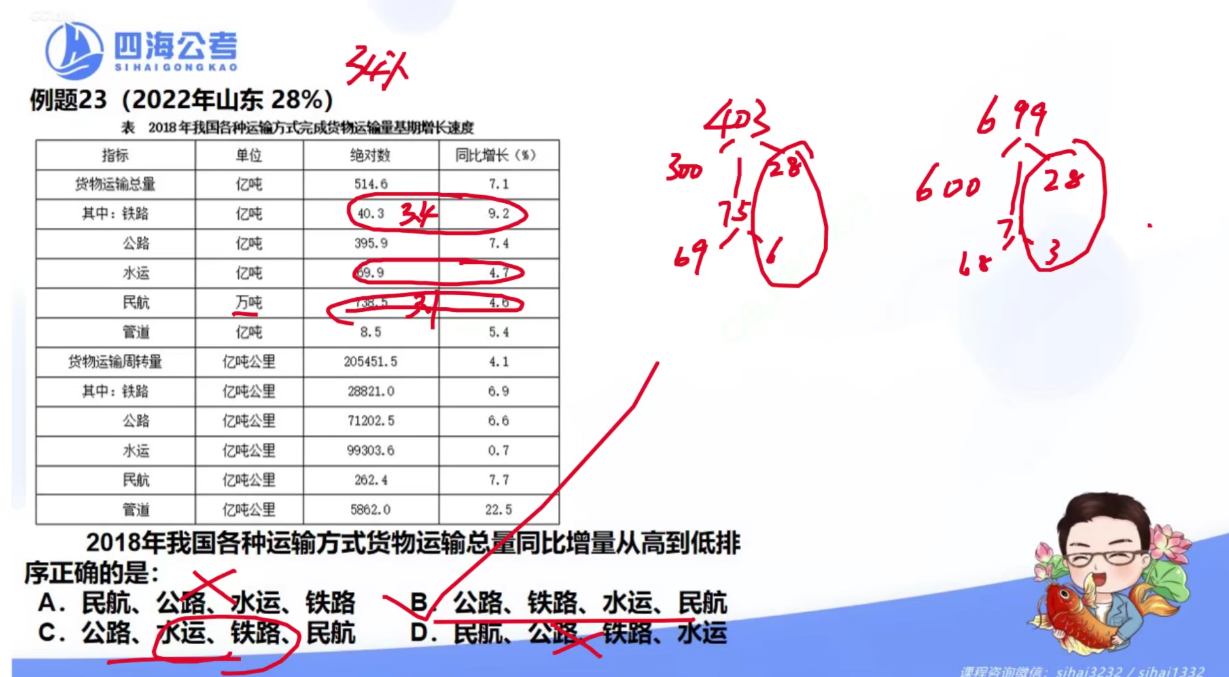 四海公考
SIHAIGONGKAO
例题23（2022年山东 28%）
表 2018年我国各种运输方式完成货物运输量基期增长速度
指标 单位 绝对数 同比增长（%）
货物运输总量 亿吨 514.6 7.1
其中：铁路 亿吨 40.3 3.4 9.2
公路 亿吨 395.9 7.4
水运 亿吨 69.9 4.7
民航 万吨 738.5 3.1 4.6
管道 亿吨 8.5 5.4
货物运输周转量 亿吨公里 205451.5 4.1
其中：铁路 亿吨公里 28821.0 6.9
公路 亿吨公里 71202.5 6.6
水运 亿吨公里 99303.6 0.7
民航 亿吨公里 262.4 7.7
管道 亿吨公里 5862.0 22.5
403
300 28
75
69 6
699
600 28
7
68 3
2018年我国各种运输方式货物运输总量同比增量从高到低排
序正确的是：
A．民航、公路、水运、铁路 B．公路、铁路、水运、民航
C．公路、水运、铁路、民航 D．民航、公路、铁路、水运
课程咨询微信：sihai3232 / sihai1332